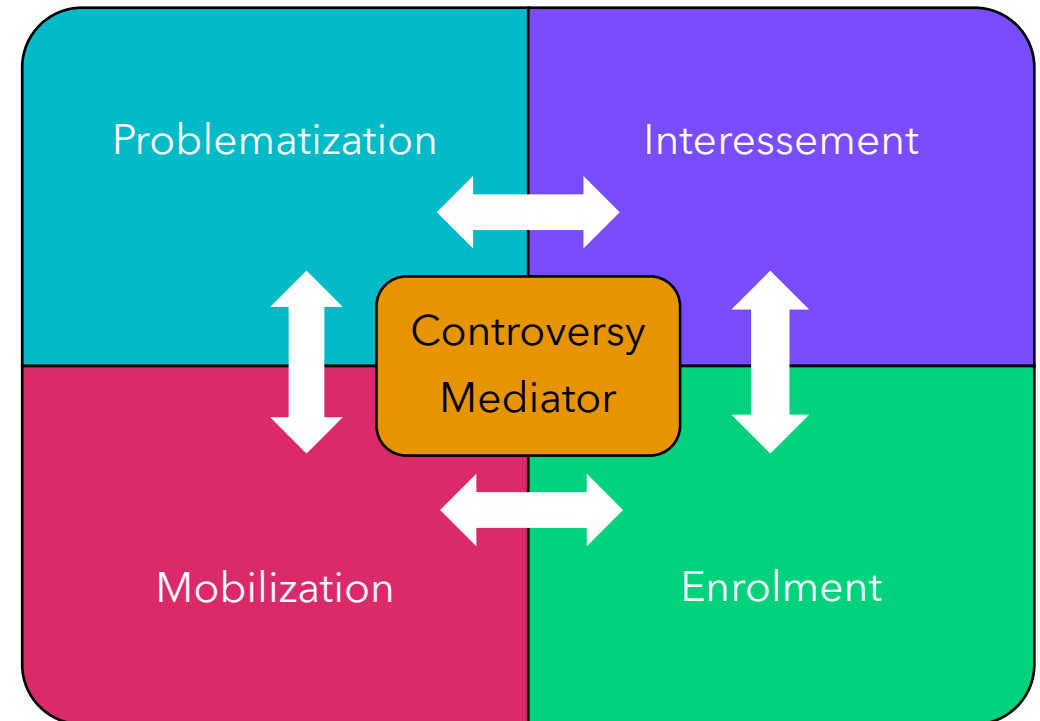 Problematization
Interessement
Controversy
Mediator
Mobilization
Enrolment